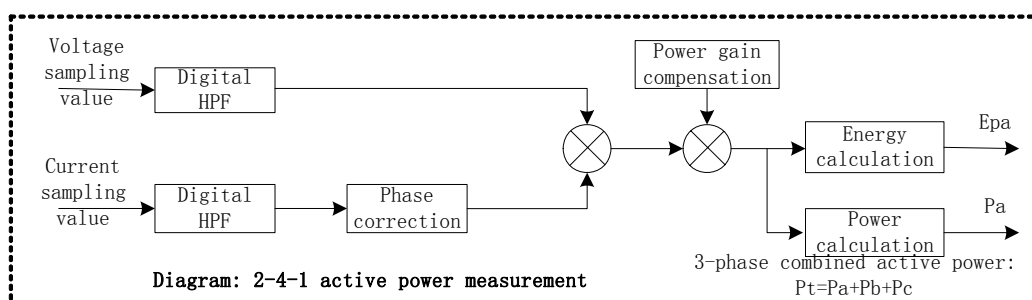 Voltage
sampling
value
Digital
HPF
Power gain
compensation
Energy
calculation
Epa
Current
sampling
value
Digital
HPF
Phase
correction
Power
calculation
Pa
3-phase combined active power:
Pt=Pa+Pb+Pc
Diagram: 2-4-1 active power measurement